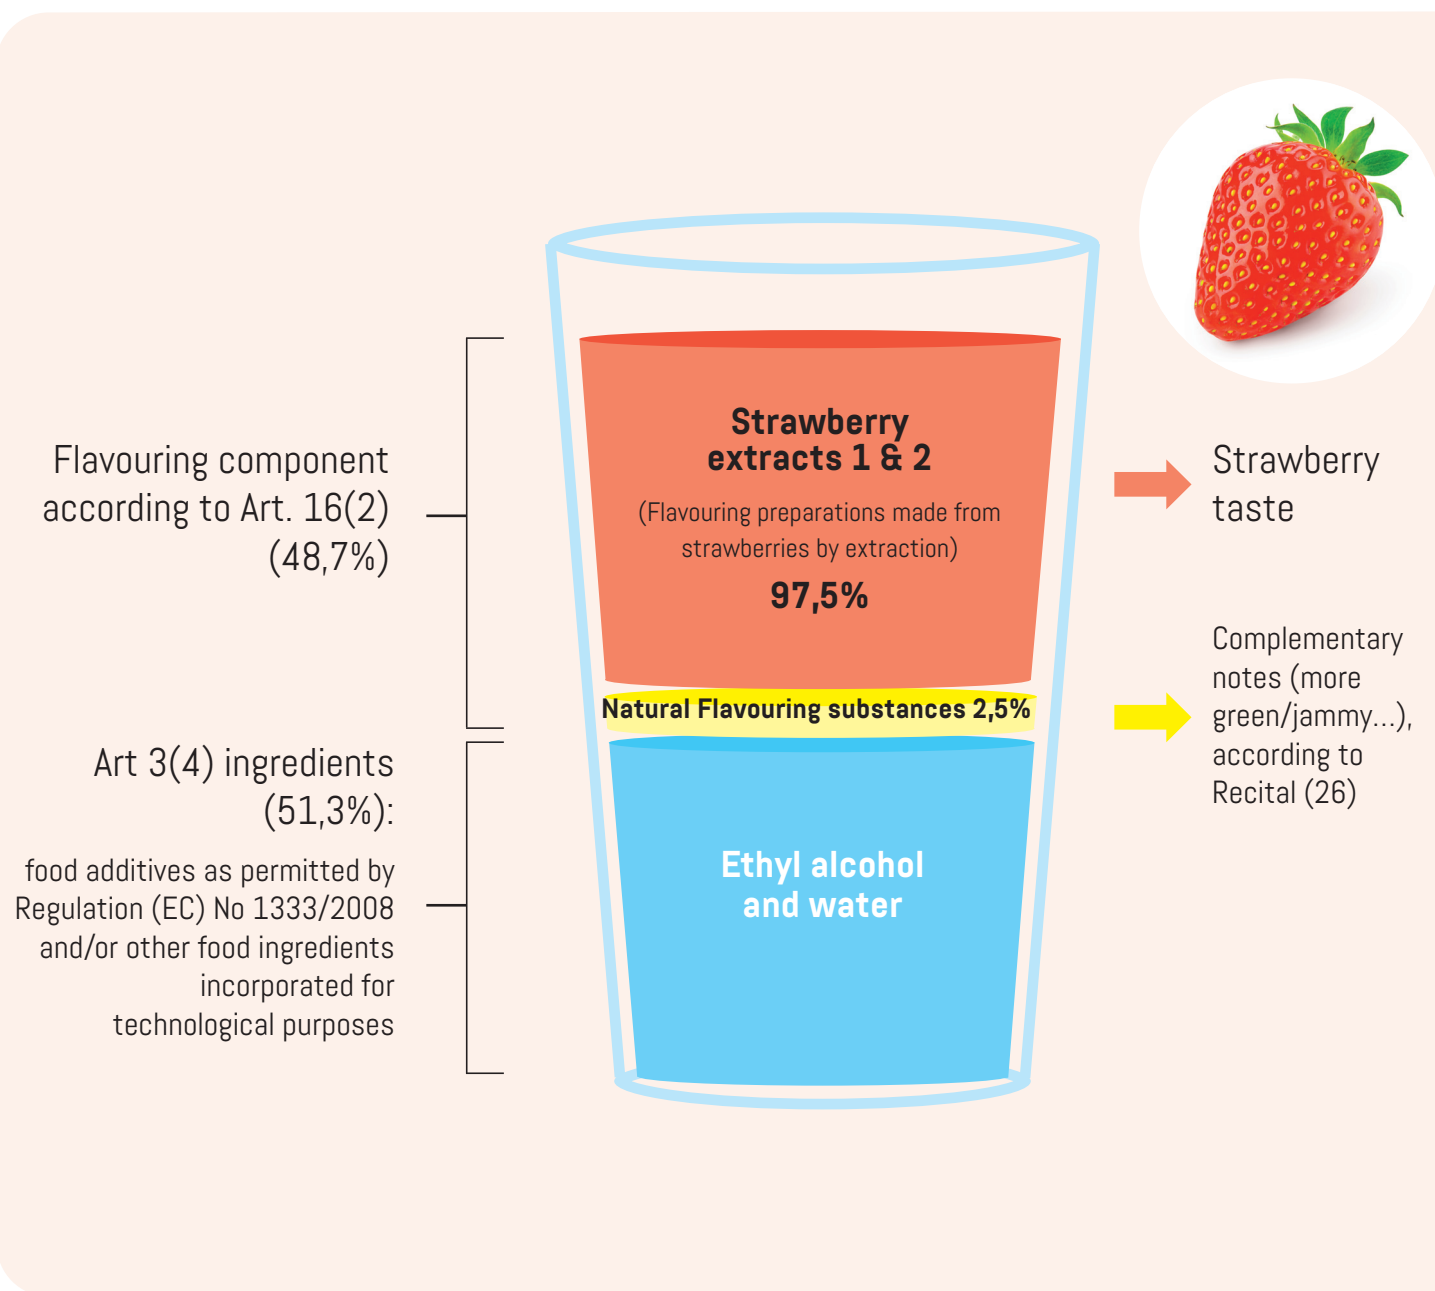 Flavouring component
according to Art. 16(2)
(48,7%)
Art 3(4) ingredients
(51,3%):
food additives as permitted by
Regulation (EC) No 1333/2008
and/or other food ingredients
incorporated for
technological purposes
Strawberry
extracts 1 & 2
(Flavouring preparations made from
strawberries by extraction)
97,5%
Natural Flavouring substances 2,5%
Ethyl alcohol
and water
Strawberry
taste
Complementary
notes (more
green/jammy...),
according to
Recital (26)